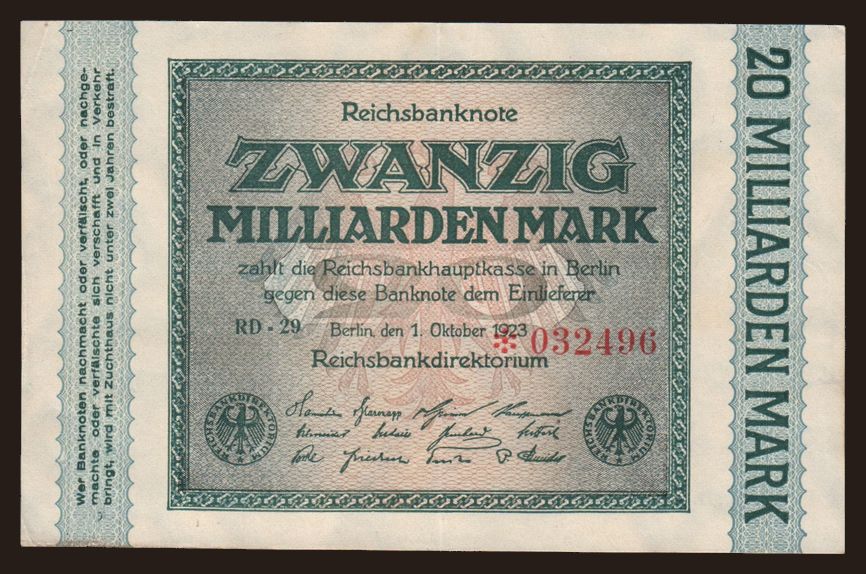 Wer Banknoten nachmacht oder verfälscht, oder nachge-
machte oder verfälschte sich verschafft und in Verkehr
bringt, wird mit Zuchthaus nicht unter zwei Jahren bestraft.
Reichsbanknote
ZWANZIG
MILLIARDEN MARK
zahlt die Reichsbankhauptkasse in Berlin
gegen diese Banknote dem Einlieferer
RD - 29 Berlin, den 1. Oktober 1923
* 032496
Reichsbankdirektorium
REICHSBANKDIREKTORIUM
REICHSBANKDIREKTORIUM
20 MILLIARDEN MARK